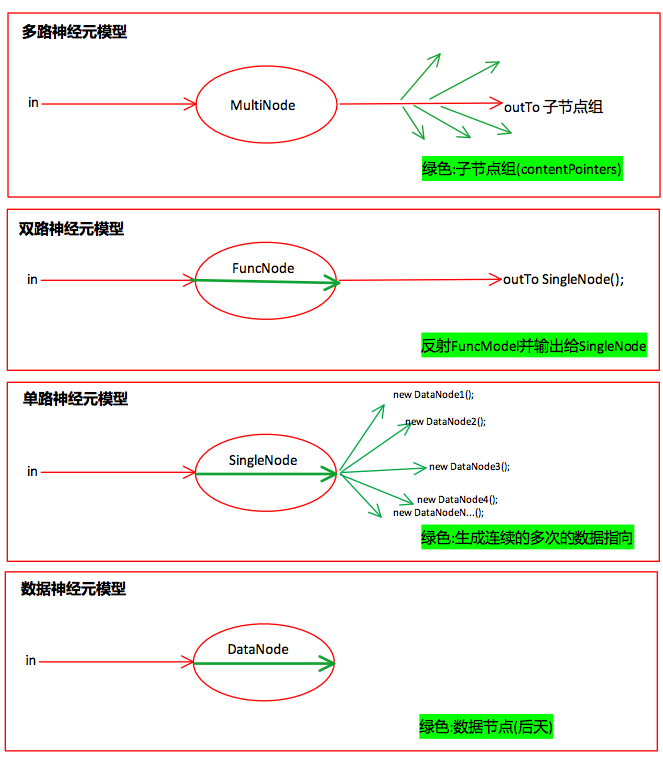 多路神经元模型
in
MultiNode
outTo 子节点组
绿色:子节点组(contentPointers)
双路神经元模型
in
FuncNode
outTo SingleNode();
反射FuncModel并输出给SingleNode
单路神经元模型
new DataNode1();
new DataNode2();
in
SingleNode
new DataNode3();
new DataNode4();
new DataNodeN...();
绿色:生成连续的多次的数据指向
数据神经元模型
in
DataNode
绿色:数据节点(后天)